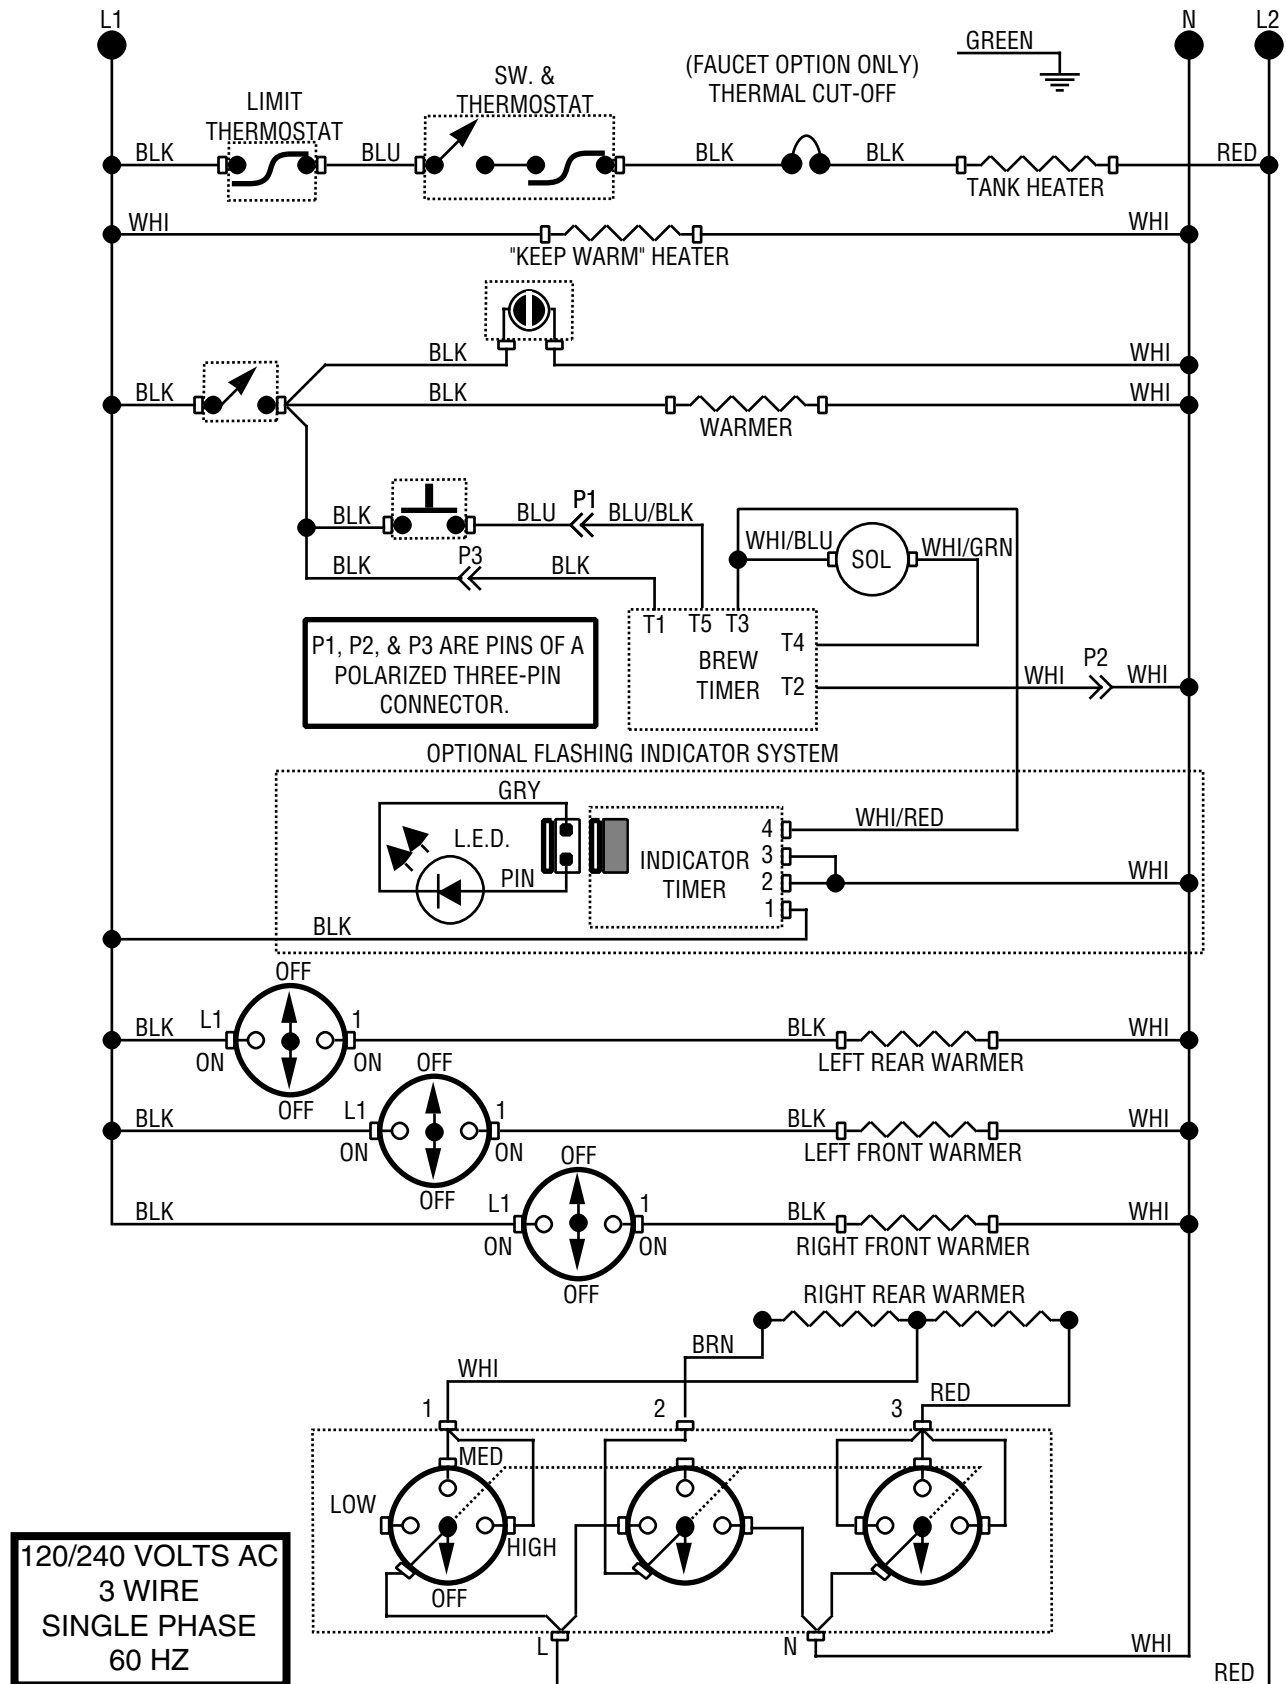 L1
N
L2
GREEN
(FAUCET OPTION ONLY)
THERMAL CUT-OFF
SW. &
THERMOSTAT
LIMIT
THERMOSTAT
BLK
BLU
BLK
BLK
RED
TANK HEATER
WHI
WHI
"KEEP WARM" HEATER
BLK
WHI
BLK
BLK
WHI
WARMER
BLK
BLU
P1
BLU/BLK
BLK
P3
BLK
WHI/BLU
SOL
WHI/GRN
T1
T5
T3
T4
BREW
TIMER
T2
WHI
P2
WHI
P1, P2, & P3 ARE PINS OF A
POLARIZED THREE-PIN
CONNECTOR.
OPTIONAL FLASHING INDICATOR SYSTEM
GRY
L.E.D.
PIN
INDICATOR
TIMER
4
3
2
1
WHI/RED
WHI
BLK
OFF
BLK
L1
1
ON
ON
OFF
BLK
WHI
LEFT REAR WARMER
OFF
BLK
L1
1
ON
ON
OFF
BLK
WHI
LEFT FRONT WARMER
OFF
BLK
L1
1
ON
ON
OFF
BLK
WHI
RIGHT FRONT WARMER
RIGHT REAR WARMER
BRN
WHI
RED
1
2
3
MED
LOW
HIGH
OFF
L
N
WHI
RED
120/240 VOLTS AC
3 WIRE
SINGLE PHASE
60 HZ